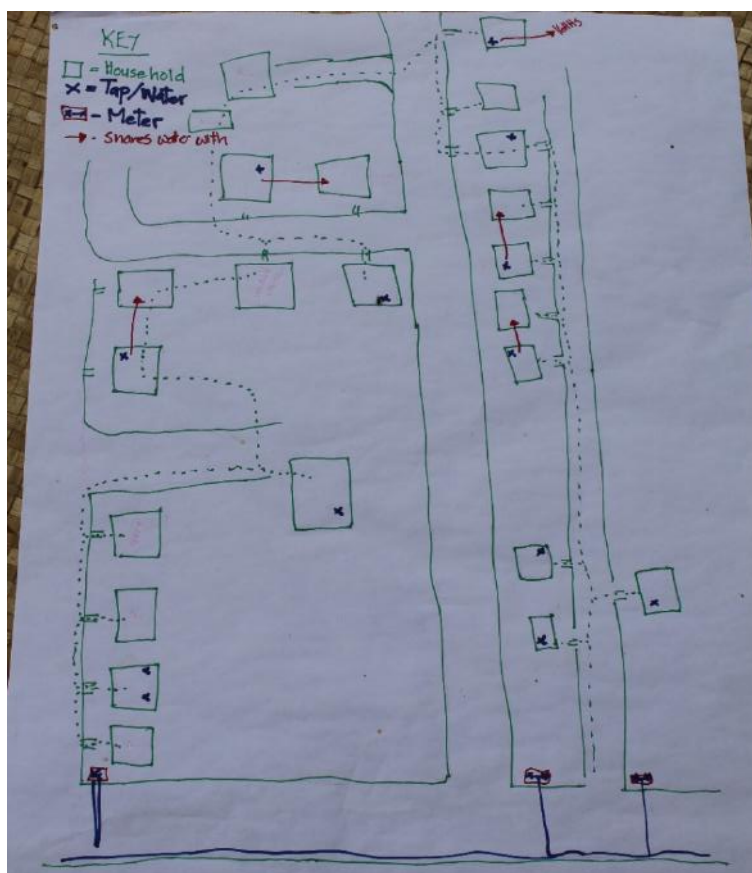 KEY
□ = Household
x = Tap/Water
- Meter
→ - Shares water with